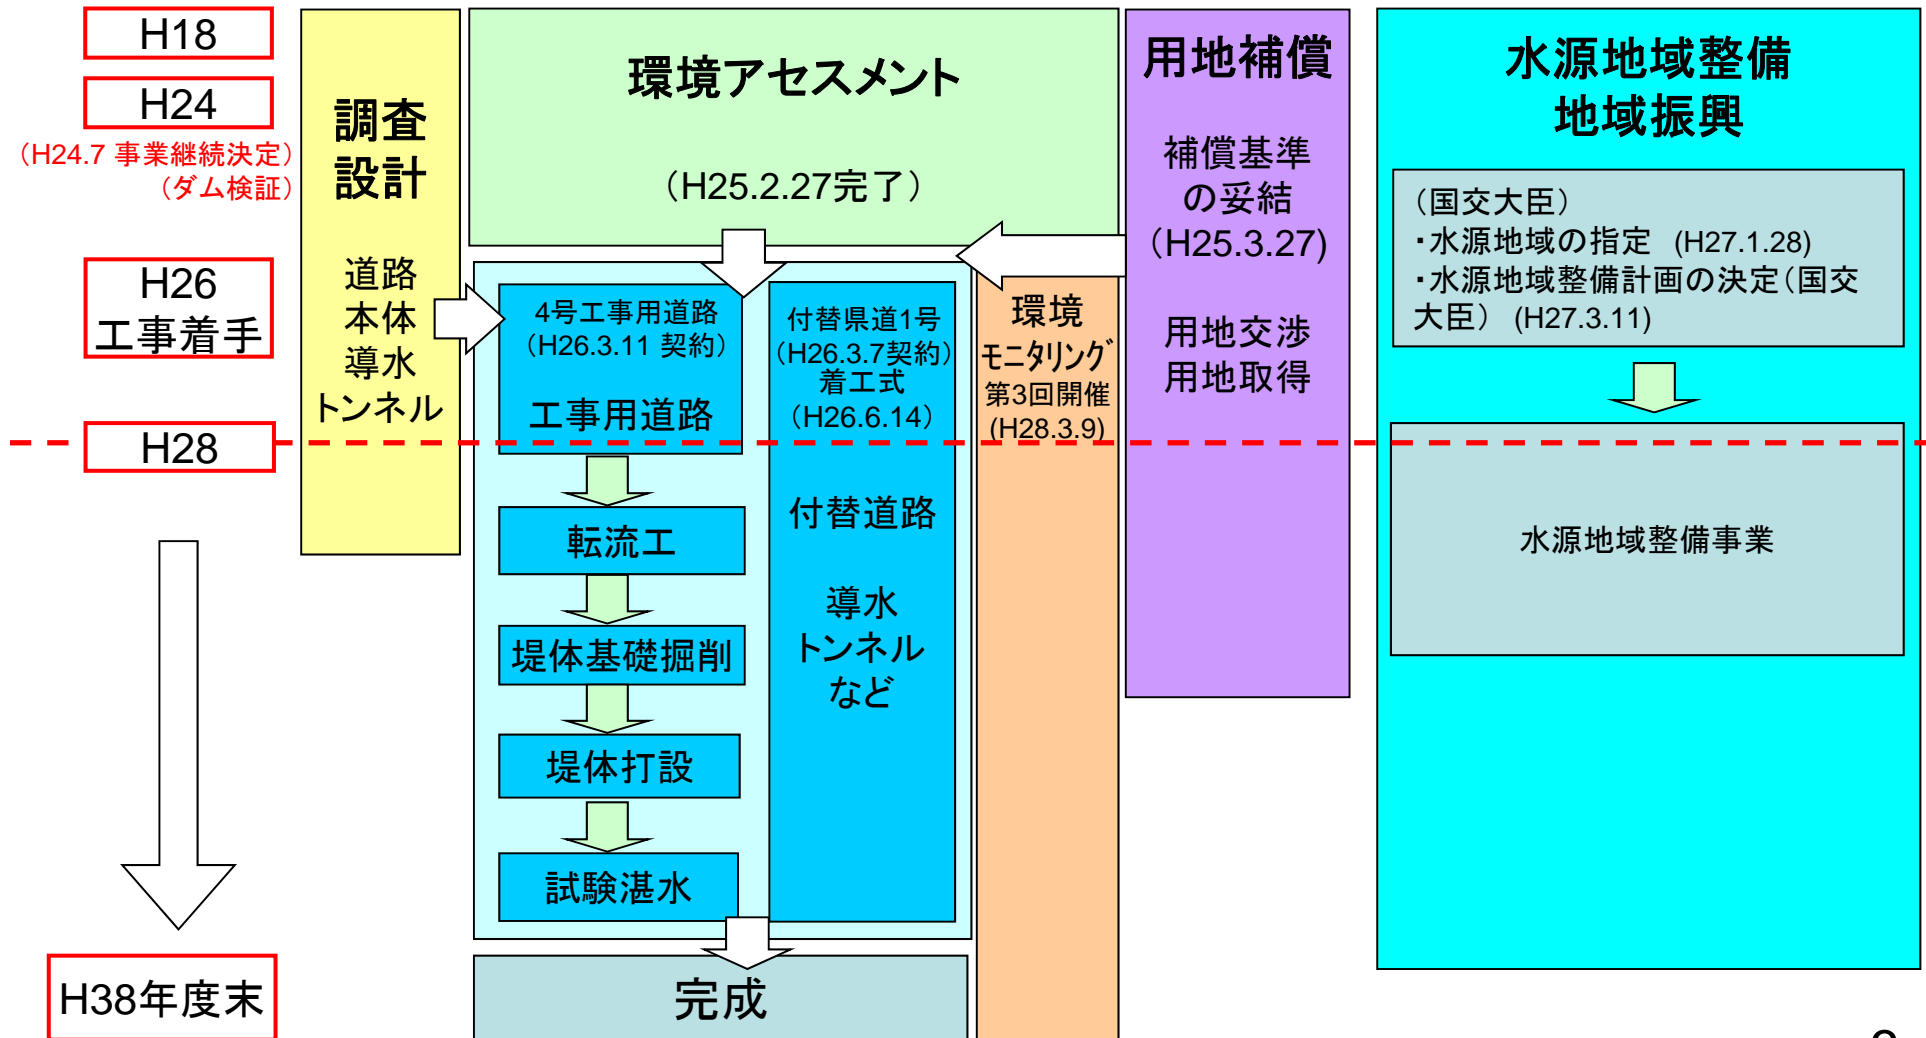 H18
H24
（H24.7 事業継続決定）
（ダム検証）
H26
工事着手
H28
H38年度末
調査
設計
道路
本体
導水
トンネル
環境アセスメント
（H25.2.27完了）
4号工事用道路
（H26.3.11 契約）
工事用道路
転流工
堤体基礎掘削
堤体打設
試験湛水
付替県道1号
（H26.3.7契約）
着工式
（H26.6.14）
付替道路
導水
トンネル
など
完成
環境
ﾓﾆﾀﾘﾝｸﾞ
第3回開催
(H28.3.9)
用地補償
補償基準
の妥結
（H25.3.27)
用地交渉
用地取得
水源地域整備
地域振興
（国交大臣）
・水源地域の指定 (H27.1.28)
・水源地域整備計画の決定（国交
大臣） (H27.3.11)
水源地域整備事業